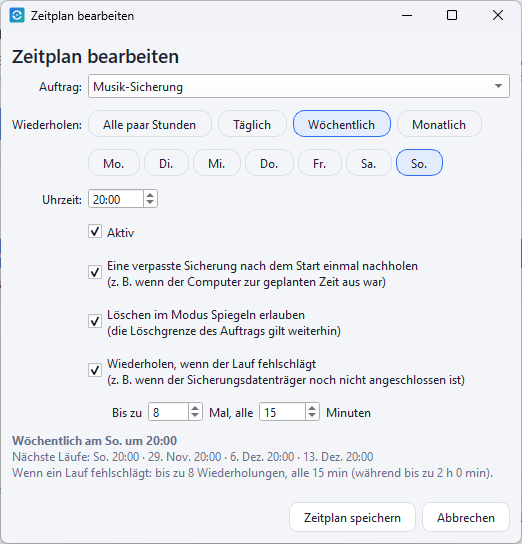 Zeitplan bearbeiten
Zeitplan bearbeiten
Auftrag: Musik-Sicherung
Wiederholen: Alle paar Stunden Täglich Wöchentlich Monatlich
Mo. Di. Mi. Do. Fr. Sa. So.
Uhrzeit: 20:00
Aktiv
Eine verpasste Sicherung nach dem Start einmal nachholen
(z. B. wenn der Computer zur geplanten Zeit aus war)
Löschen im Modus Spiegeln erlauben
(die Löschgrenze des Auftrags gilt weiterhin)
Wiederholen, wenn der Lauf fehlschlägt
(z. B. wenn der Sicherungsdatenträger noch nicht angeschlossen ist)
Bis zu 8 Mal, alle 15 Minuten
Wöchentlich am So. um 20:00
Nächste Läufe: So. 20:00 · 29. Nov. 20:00 · 6. Dez. 20:00 · 13. Dez. 20:00
Wenn ein Lauf fehlschlägt: bis zu 8 Wiederholungen, alle 15 min (während bis zu 2 h 0 min).
Zeitplan speichern Abbrechen